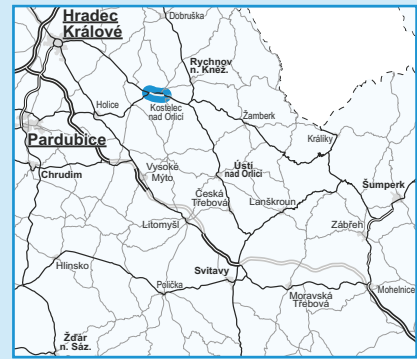 Hradec
Králové
Dobruška
Rychnov
n. Kněž.
Holice
Kostelec
nad Orlicí
Žamberk
Pardubice
Králíky
Chrudim
Vysoké
Mýto
Ústí
nad Orlicí
Česká
Třebová
Lanškroun
Šumperk
Litomyšl
Zábřeh
Hlinsko
Svitavy
Polička
Moravská
Třebová
Mohelnice
Žďár
n. Sáz.